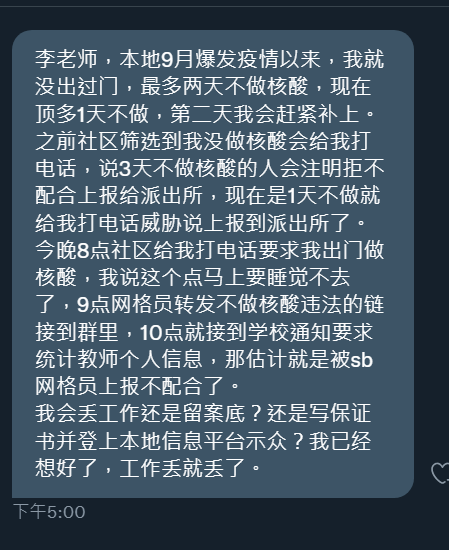 李老师，本地9月爆发疫情以来，我就
没出过门，最多两天不做核酸，现在
顶多1天不做，第二天我会赶紧补上。
之前社区筛选到我没做核酸会给我打
电话，说3天不做核酸的人会注明拒不
配合上报给派出所，现在是1天不做就
给我打电话威胁说上报到派出所了。
今晚8点社区给我打电话要求我出门做
核酸，我说这个点马上要睡觉不去
了，9点网格员转发不做核酸违法的链
接到群里，10点就接到学校通知要求
统计教师个人信息，那估计就是被sb
网格员上报不配合了。
我会丢工作还是留案底？还是写保证
书并登上本地信息平台示众？我已经
想好了，工作丢就丢了。
下午5:00